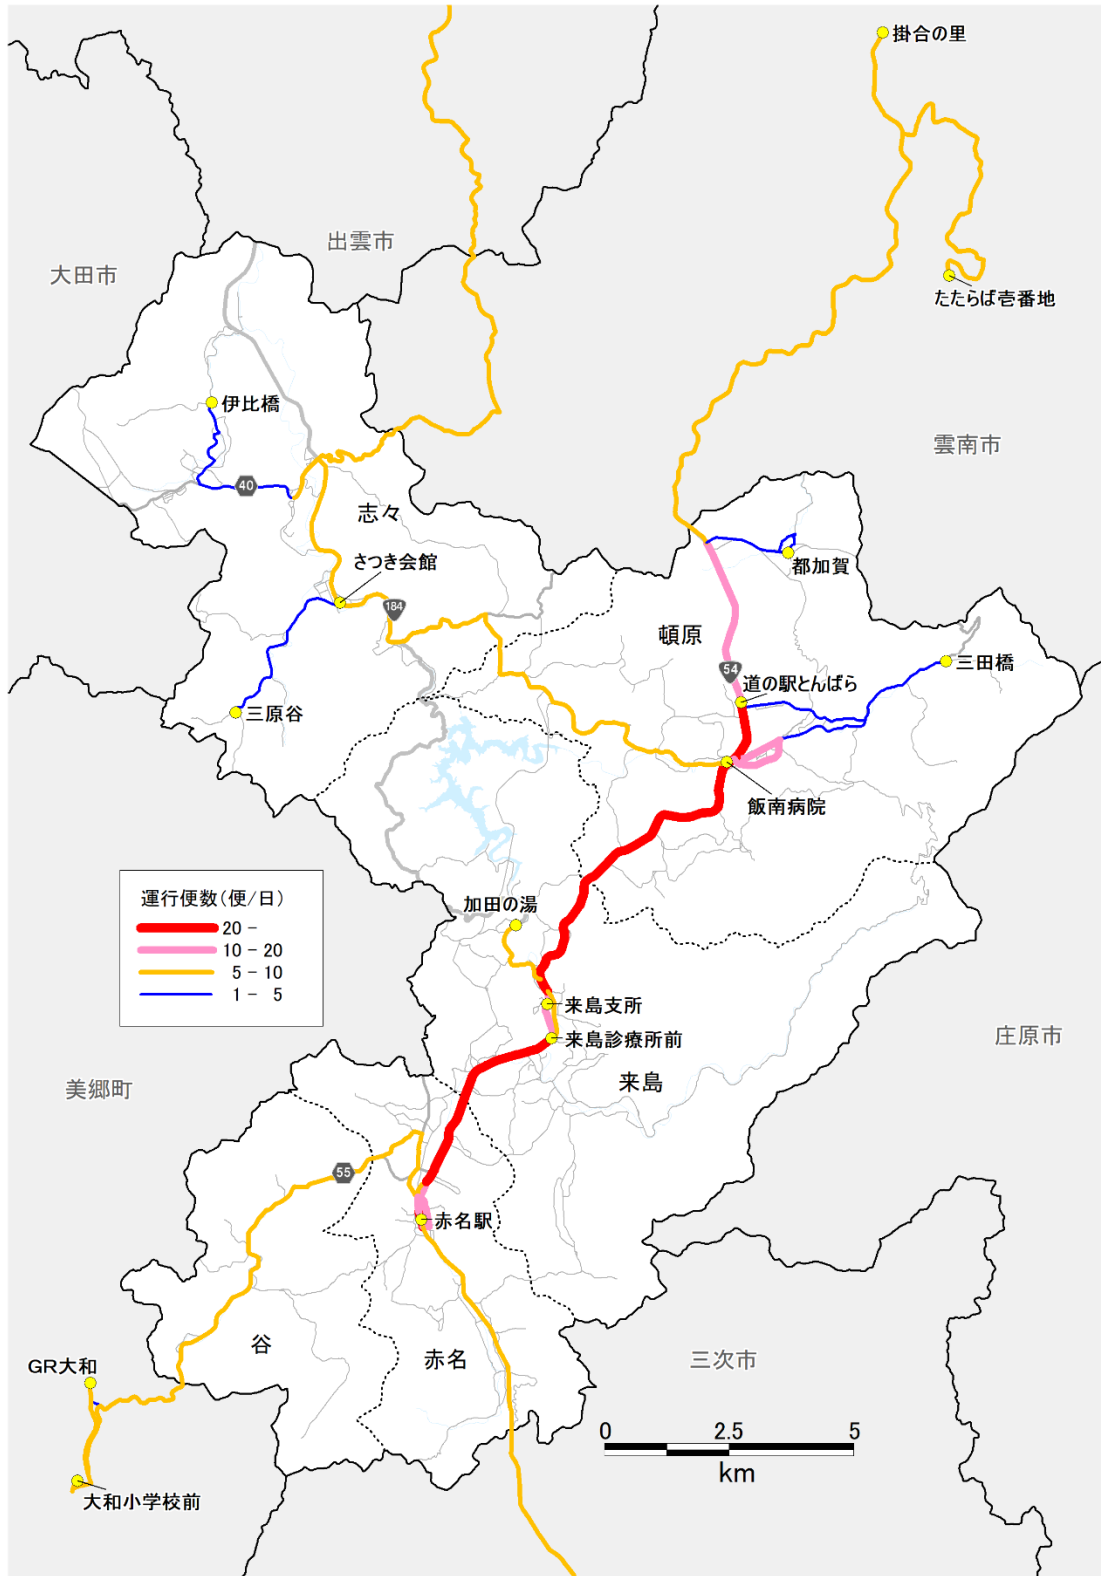 掛合の里
出雲市
大田市
たたらば壱番地
伊比橋
雲南市
40
志々
さつき会館
都加賀
184
頓原
54
三田橋
道の駅とんばら
三原谷
飯南病院
運行便数(便/日)
20 -
10 - 20
5 - 10
1 - 5
加田の湯
来島支所
来島診療所前
庄原市
来島
美郷町
55
赤名駅
谷
赤名
三次市
GR大和
0 2.5 5
km
大和小学校前